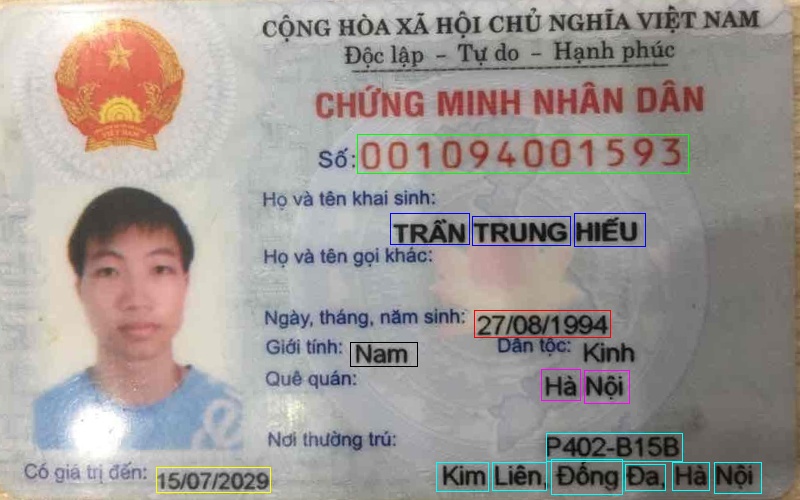 CỘNG HÒA XÃ HỘI CHỦ NGHĨA VIỆT NAM
Độc lập - Tự do - Hạnh phúc
CHỨNG MINH NHÂN DÂN
Số: 001094001593
Họ và tên khai sinh:
TRẦN TRUNG HIẾU
Họ và tên gọi khác:
Ngày, tháng, năm sinh: 27/08/1994
Giới tính: Nam Dân tộc: Kinh
Quê quán: Hà Nội
Nơi thường trú: P402-B15B
Kim Liên, Đống Đa, Hà Nội
Có giá trị đến: 15/07/2029